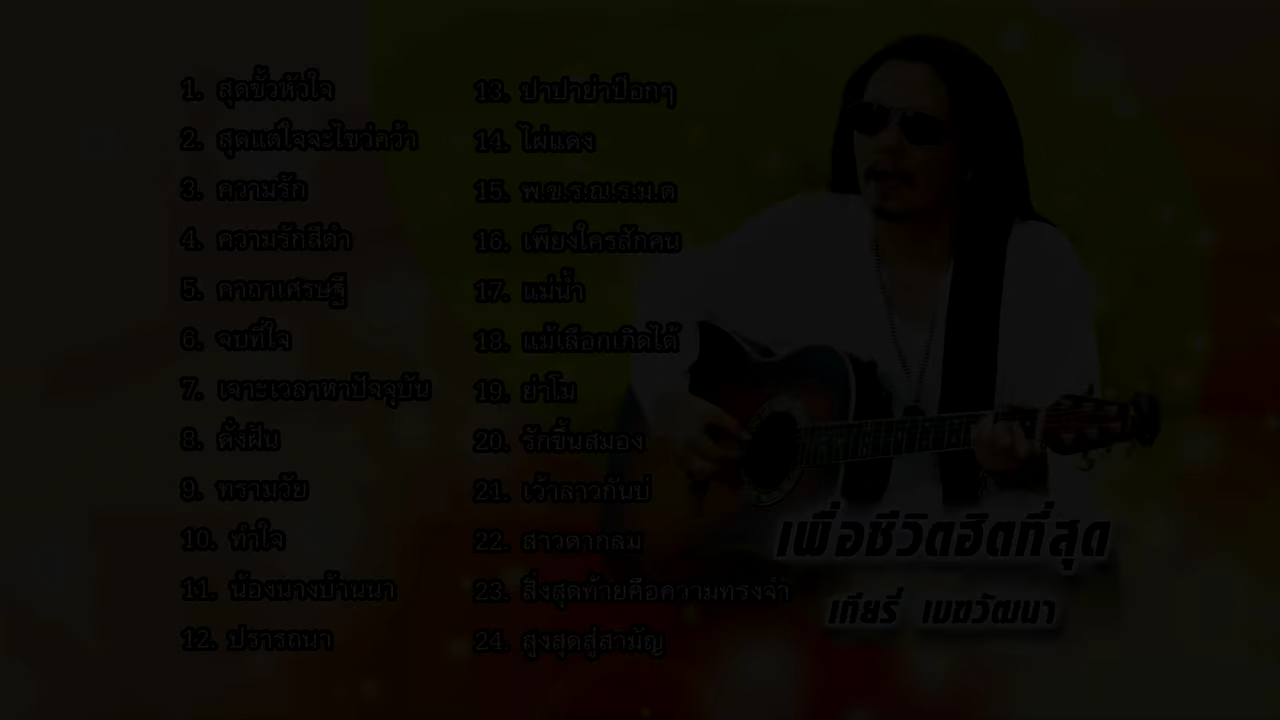 1. สุดขั้วหัวใจ
2. สุดแต่ใจจะไขว่คว้า
3. ความรัก
4. ความรักสีดำ
5. คาถาเศรษฐี
6. จบที่ใจ
7. เจาะเวลาหาปัจจุบัน
8. ดั่งฝัน
9. ทรามวัย
10. ทำใจ
11. น้องนางบ้านนา
12. ปรารถนา
13. ปาปาย่าป๊อกๆ
14. ไผ่แดง
15. พ.ข.ร.ณ.ร.ม.ต
16. เพียงใครสักคน
17. แม่น้ำ
18. แม้เลือกเกิดได้
19. ย่าโม
20. รักขึ้นสมอง
21. เว้าลาวกันบ่
22. สาวตากลม
23. สิ่งสุดท้ายคือความทรงจำ
24. สูงสุดสู่สามัญ
เพื่อชีวิตฮิตที่สุด
เทียรี่ เมฆวัฒนา